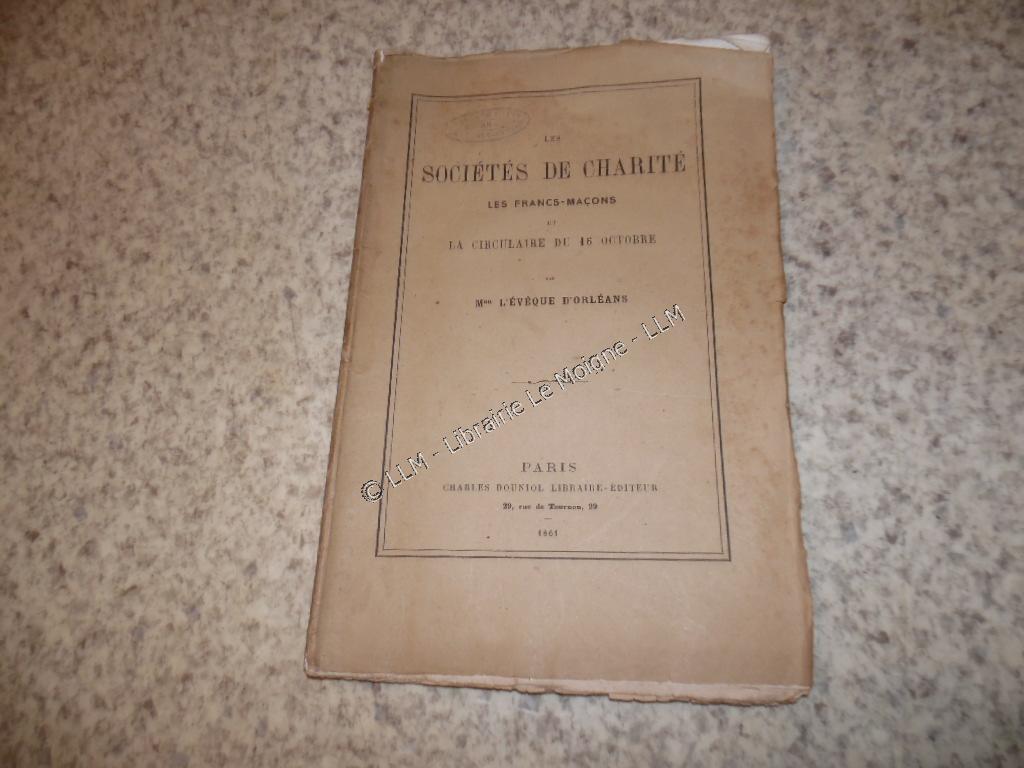 LES
SOCIÉTÉS DE CHARITÉ
LES FRANCS-MAÇONS
ET
LA CIRCULAIRE DU 16 OCTOBRE
PAR
Mgr L'ÉVÊQUE D'ORLÉANS
© LLM - Librairie Le Moigne - LLM
PARIS
CHARLES DOUNIOL LIBRAIRE-ÉDITEUR
29, rue de Tournon, 29
1861